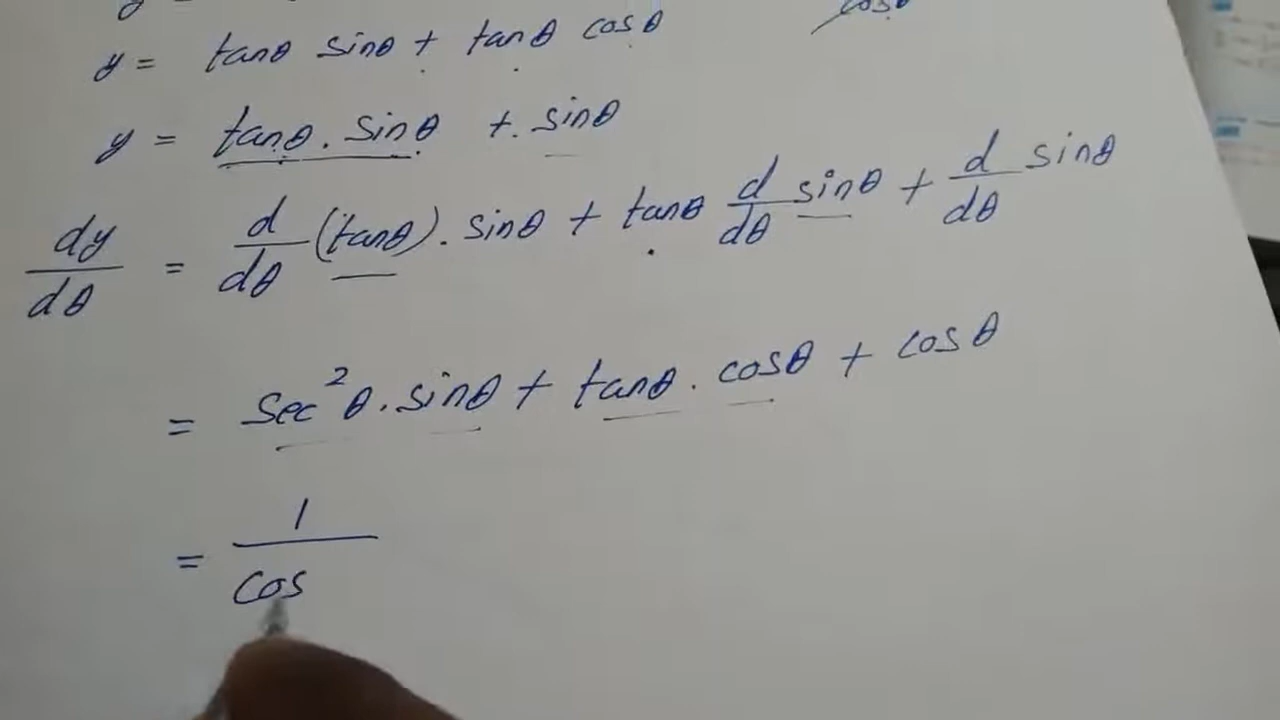 y = tanθ sinθ + tanθ cosθ
y = tanθ . sinθ + sinθ
dy/dθ = d/dθ (tanθ) . sinθ + tanθ d/dθ sinθ + d/dθ sinθ
= sec²θ . sinθ + tanθ . cosθ + cosθ
= 1/cos